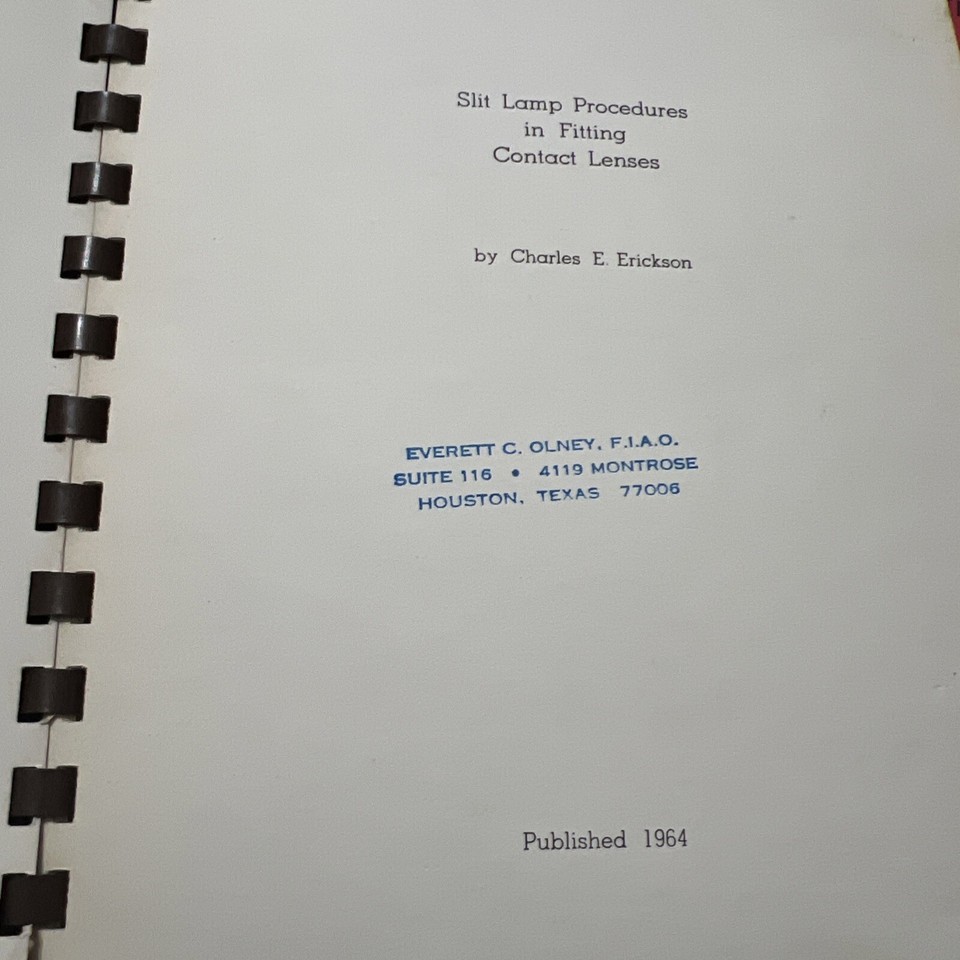 Slit Lamp Procedures
in Fitting
Contact Lenses
by Charles E. Erickson
EVERETT C. OLNEY, F.I.A.O.
SUITE 116 • 4119 MONTROSE
HOUSTON, TEXAS 77006
Published 1964